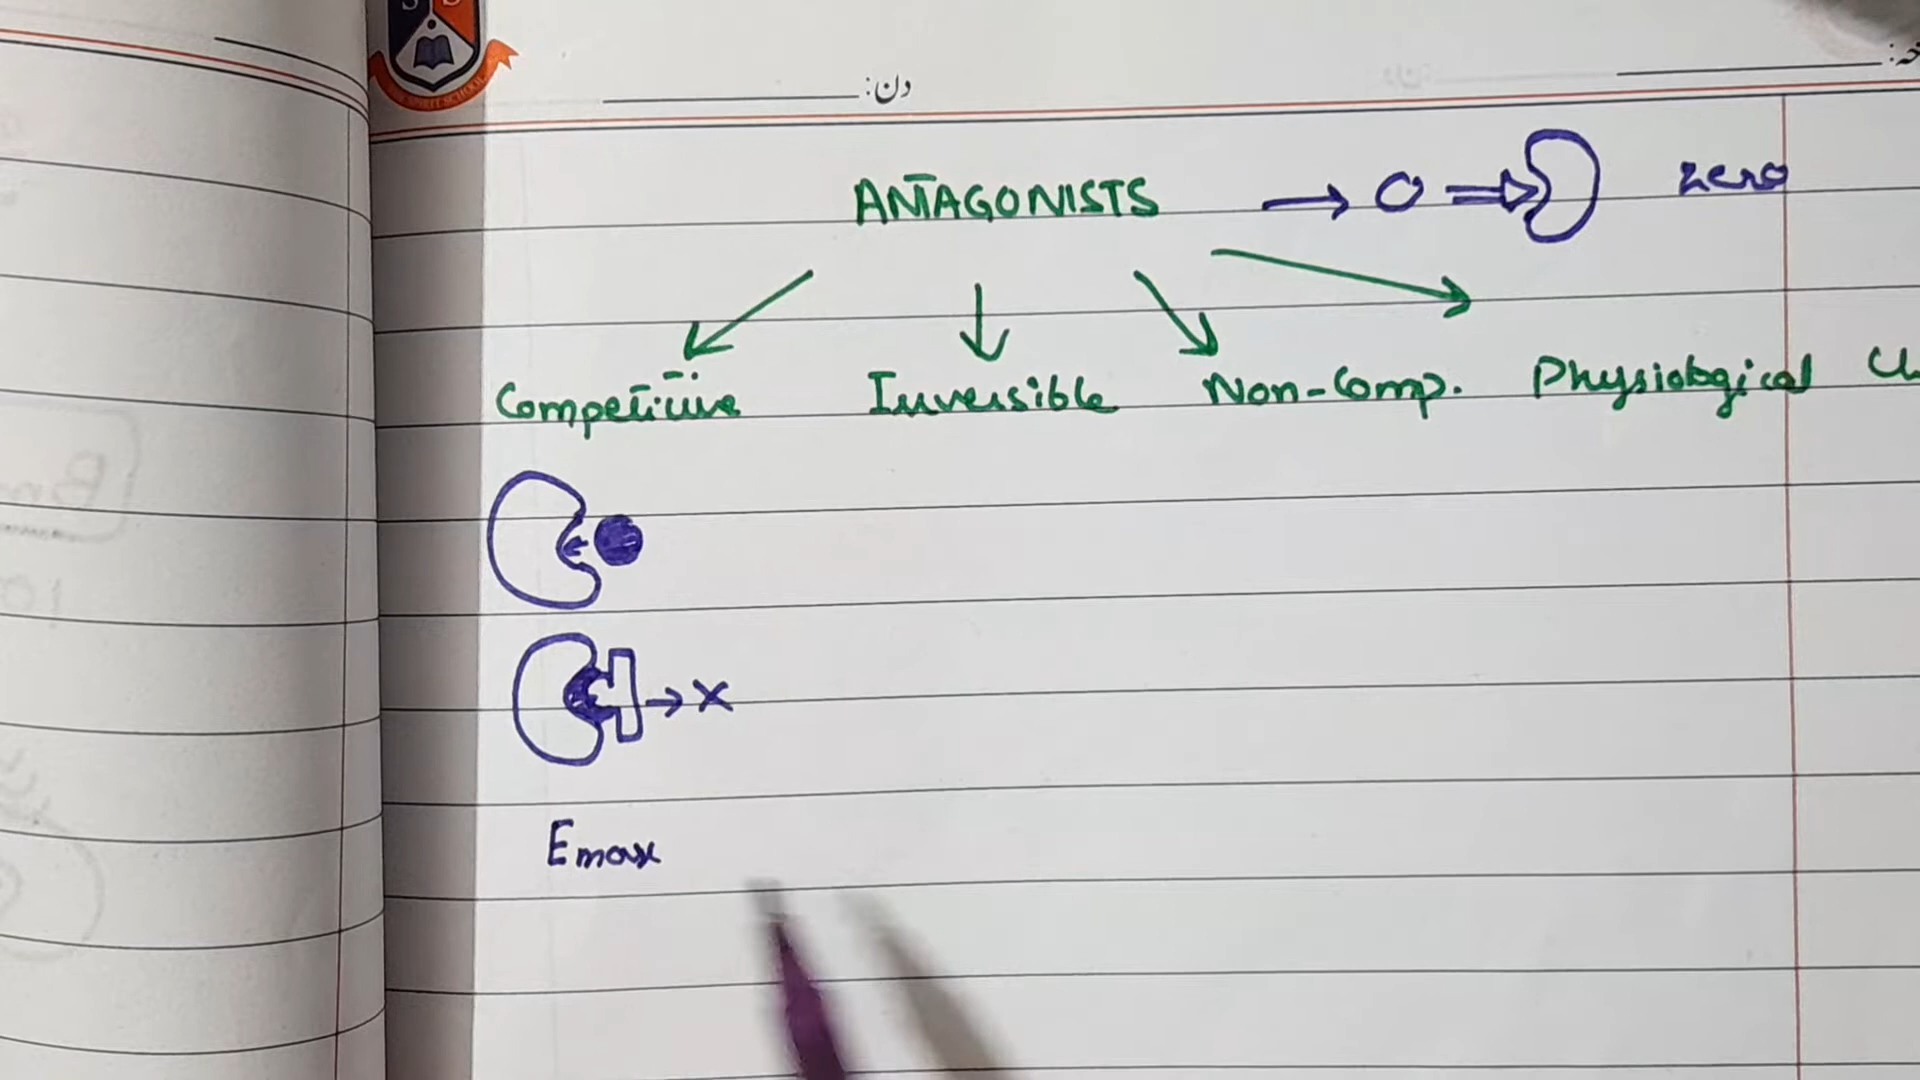 دن:
ANTAGONISTS → O ⇒ zero
Competitive Irreversible Non-Comp. Physiological
→ X
Emax